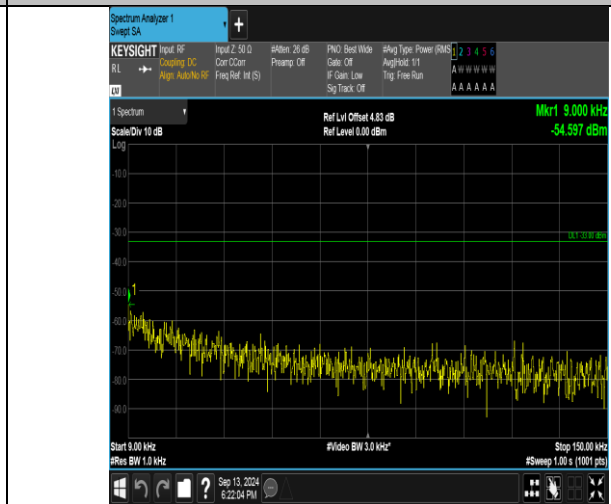 Spectrum Analyzer 1
Swept SA
+
KEYSIGHT
RL
Input: RF
Coupling: DC
Align: Auto/No RF
Input Z: 50 Ω
Corr CCorr
Freq Ref: Int (S)
#Atten: 26 dB
Preamp: Off
PNO: Best Wide
Gate: Off
IF Gain: Low
Sig Track: Off
#Avg Type: Power (RMS
Avg|Hold: 1/1
Trig: Free Run
1 2 3 4 5 6
A W W W W W
A A A A A A
1 Spectrum
Scale/Div 10 dB
Log
Ref Lvl Offset 4.83 dB
Ref Level 0.00 dBm
Mkr1 9.000 kHz
-54.597 dBm
-10.0
-20.0
-30.0
DL1 -33.00 dBm
-40.0
-50.0
1
-60.0
-70.0
-80.0
-90.0
Start 9.00 kHz
#Res BW 1.0 kHz
#Video BW 3.0 kHz*
Stop 150.00 kHz
#Sweep 1.00 s (1001 pts)
?
Sep 13, 2024
6:22:04 PM